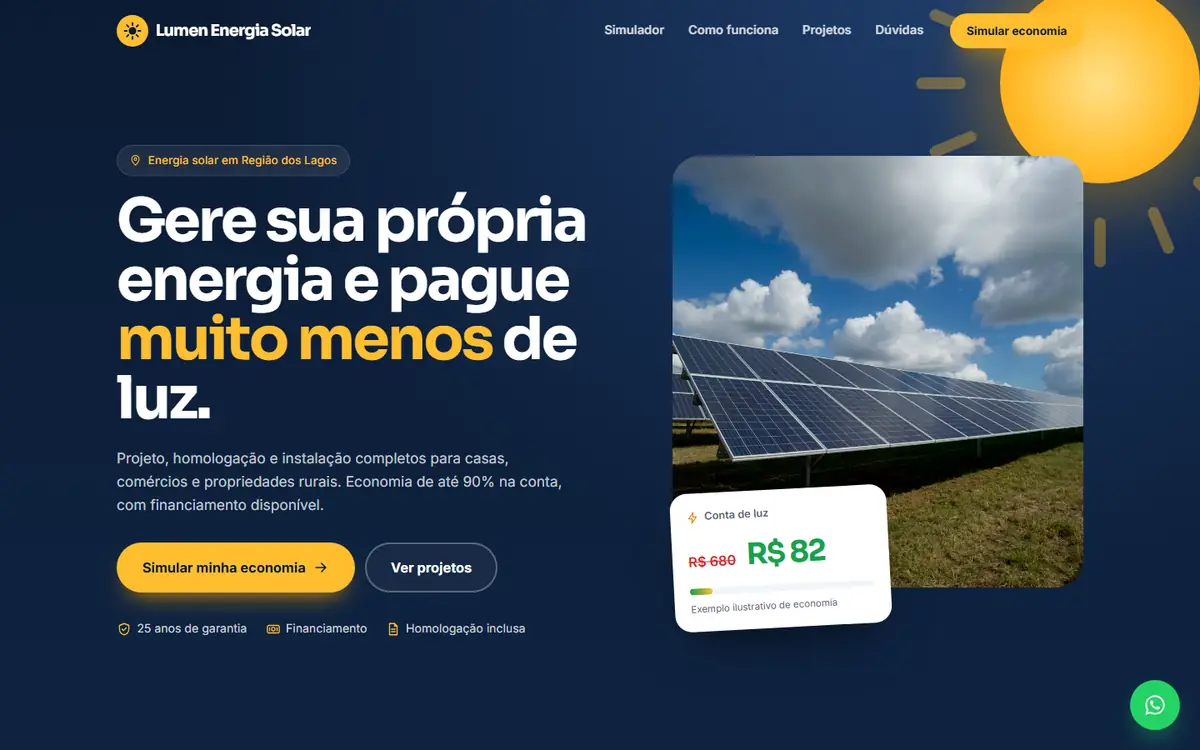 Lumen Energia Solar
Simulador
Como funciona
Projetos
Dúvidas
Simular economia
Energia solar em Região dos Lagos
Gere sua própria
energia e pague
muito menos de
luz.
Projeto, homologação e instalação completos para casas,
comércios e propriedades rurais. Economia de até 90% na conta,
com financiamento disponível.
Simular minha economia →
Ver projetos
25 anos de garantia
Financiamento
Homologação inclusa
Conta de luz
R$ 680 R$ 82
Exemplo ilustrativo de economia